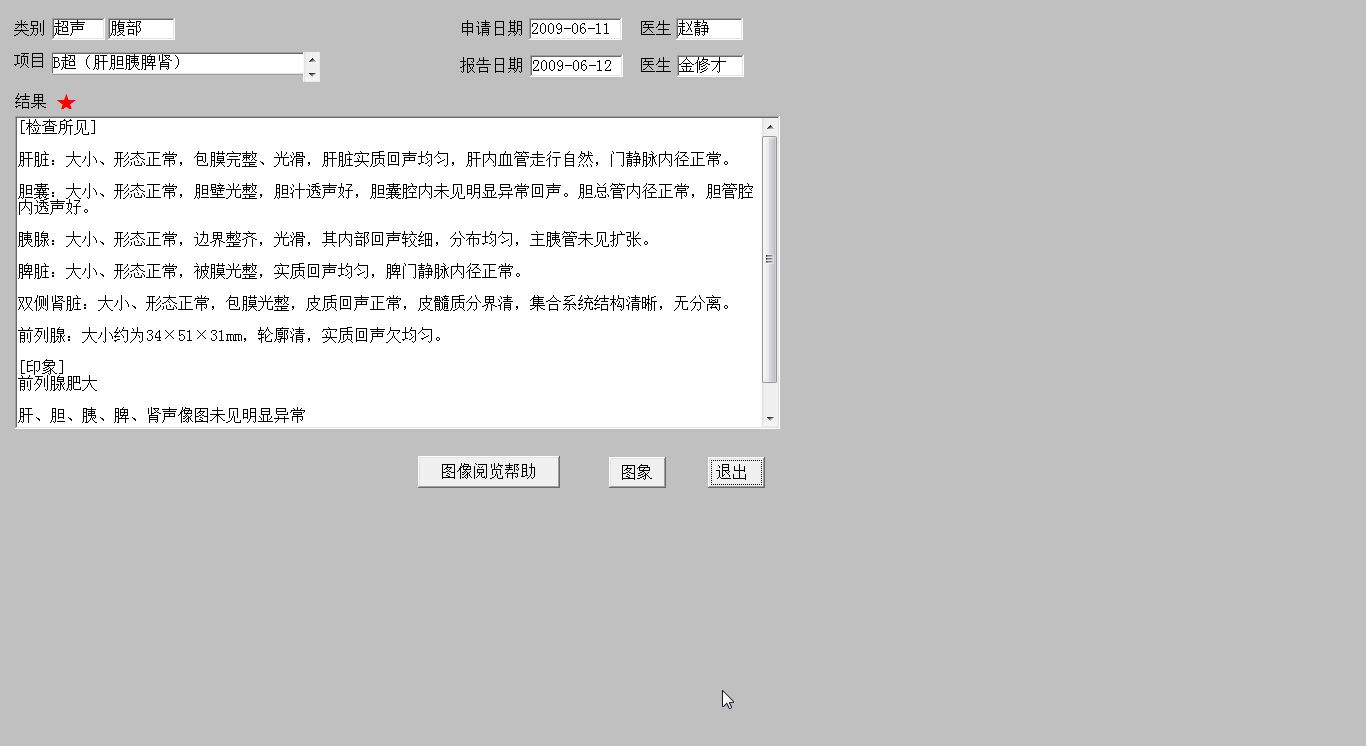 类别 超声 腹部 申请日期 2009-06-11 医生 赵静
项目 B超（肝胆胰脾肾） 报告日期 2009-06-12 医生 金修才
结果 ★
[检查所见]
肝脏：大小、形态正常，包膜完整、光滑，肝脏实质回声均匀，肝内血管走行自然，门静脉内径正常。
胆囊：大小、形态正常，胆壁光整，胆汁透声好，胆囊腔内未见明显异常回声。胆总管内径正常，胆管腔
内透声好。
胰腺：大小、形态正常，边界整齐，光滑，其内部回声较细，分布均匀，主胰管未见扩张。
脾脏：大小、形态正常，被膜光整，实质回声均匀，脾门静脉内径正常。
双侧肾脏：大小、形态正常，包膜光整，皮质回声正常，皮髓质分界清，集合系统结构清晰，无分离。
前列腺：大小约为34×51×31mm，轮廓清，实质回声欠均匀。
[印象]
前列腺肥大
肝、胆、胰、脾、肾声像图未见明显异常
图像阅览帮助 图象 退出